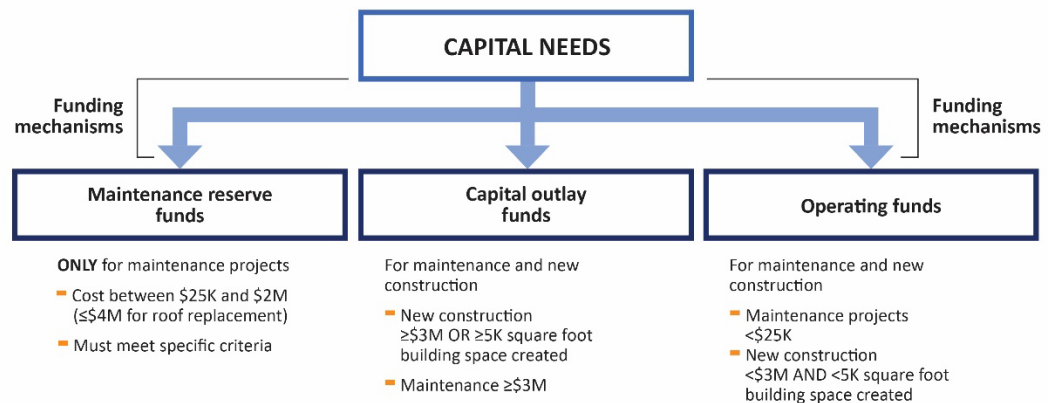 CAPITAL NEEDS
Funding
mechanisms
Funding
mechanisms
Maintenance reserve
funds
ONLY for maintenance projects
Cost between $25K and $2M
(≤$4M for roof replacement)
Must meet specific criteria
Capital outlay
funds
For maintenance and new
construction
New construction
≥$3M OR ≥5K square foot
building space created
Maintenance ≥$3M
Operating funds
For maintenance and new
construction
Maintenance projects
<$25K
New construction
<$3M AND <5K square foot
building space created